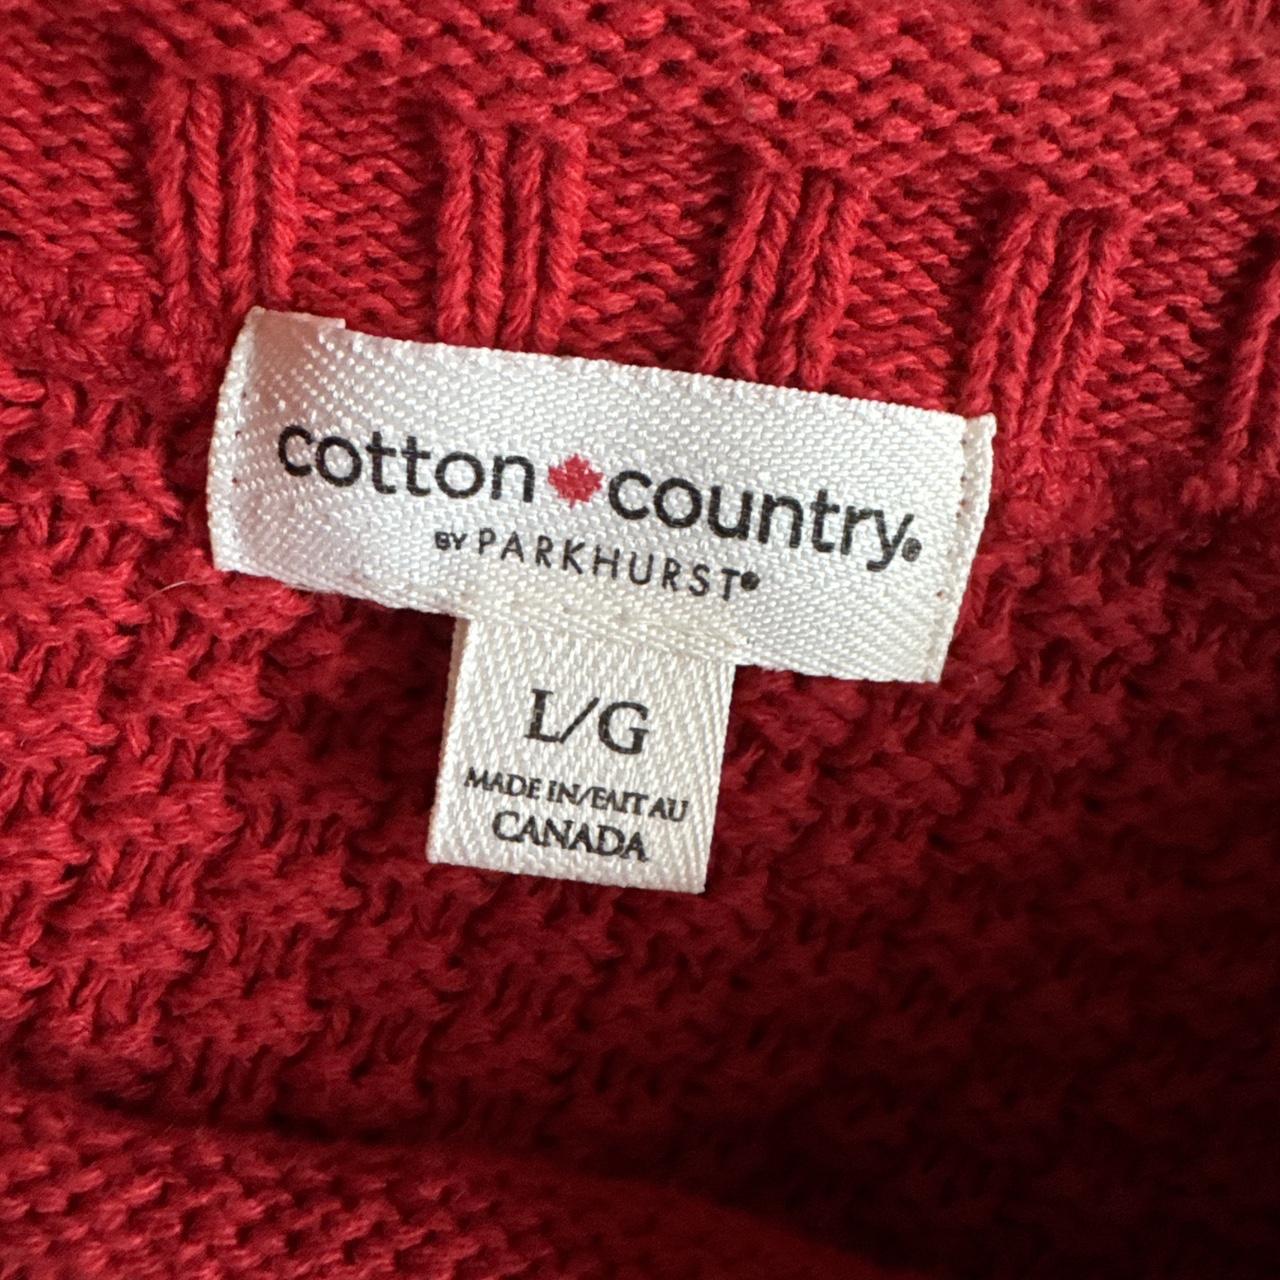 cotton country®
BY PARKHURST®
L/G
MADE IN/FAIT AU
CANADA